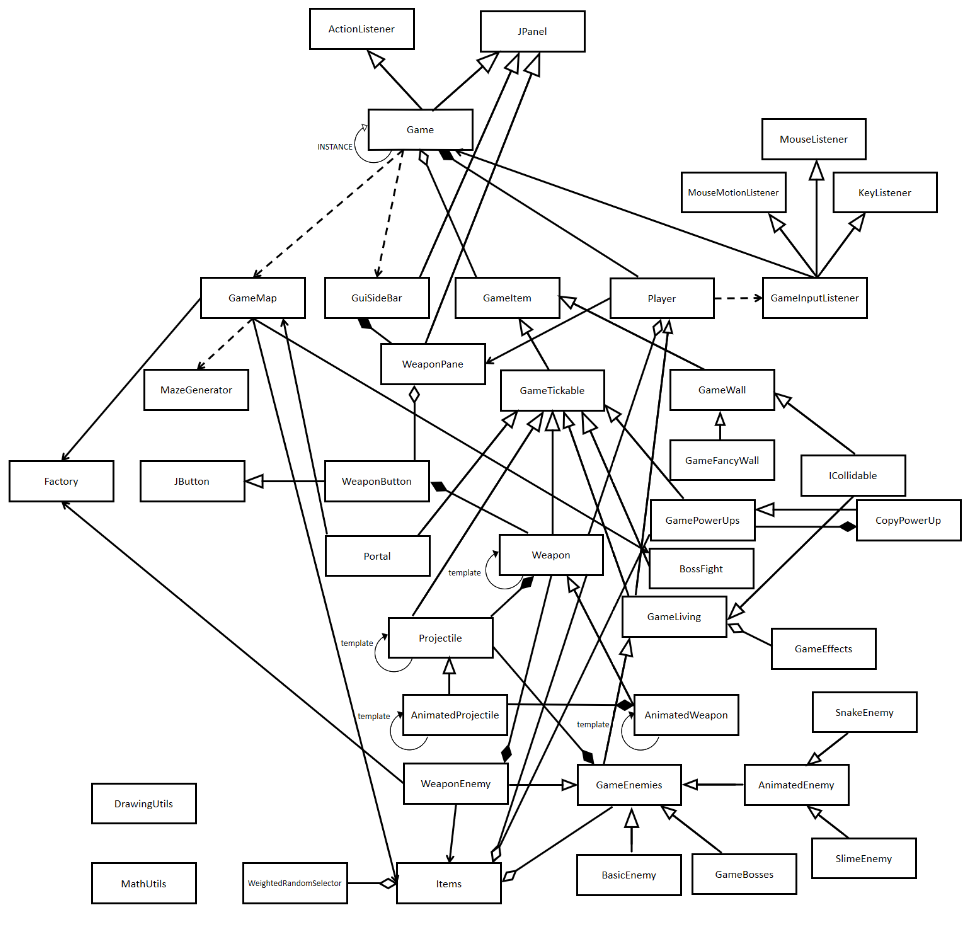 ActionListener
JPanel
Game
INSTANCE
MouseListener
MouseMotionListener
KeyListener
GameMap
GuiSideBar
GameItem
Player
GameInputListener
WeaponPane
MazeGenerator
GameTickable
GameWall
GameFancyWall
Factory
JButton
WeaponButton
ICollidable
GamePowerUps
CopyPowerUp
Portal
Weapon
template
BossFight
GameLiving
Projectile
template
GameEffects
AnimatedProjectile
template
AnimatedWeapon
template
SnakeEnemy
WeaponEnemy
GameEnemies
AnimatedEnemy
DrawingUtils
SlimeEnemy
MathUtils
WeightedRandomSelector
Items
BasicEnemy
GameBosses